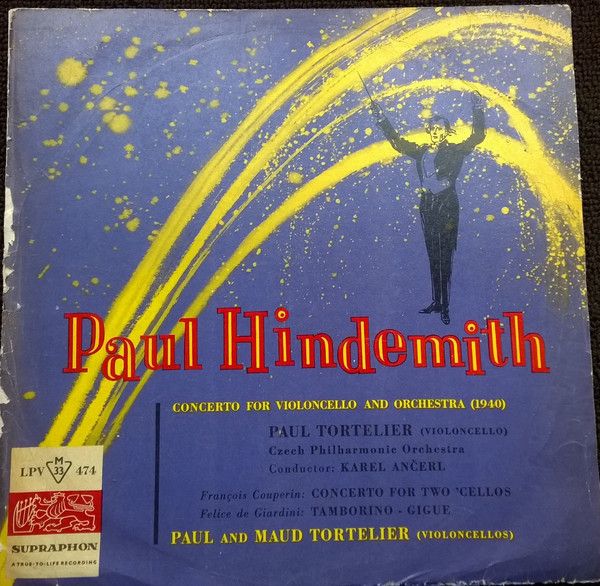 Paul Hindemith
CONCERTO FOR VIOLONCELLO AND ORCHESTRA (1940)
PAUL TORTELIER (VIOLONCELLO)
Czech Philharmonic Orchestra
Conductor: KAREL ANČERL
François Couperin: CONCERTO FOR TWO 'CELLOS
Felice de Giardini: TAMBORINO - GIGUE
PAUL AND MAUD TORTELIER (VIOLONCELLOS)
LPV M 33 474
SUPRAPHON
A TRUE-TO-LIFE RECORDING